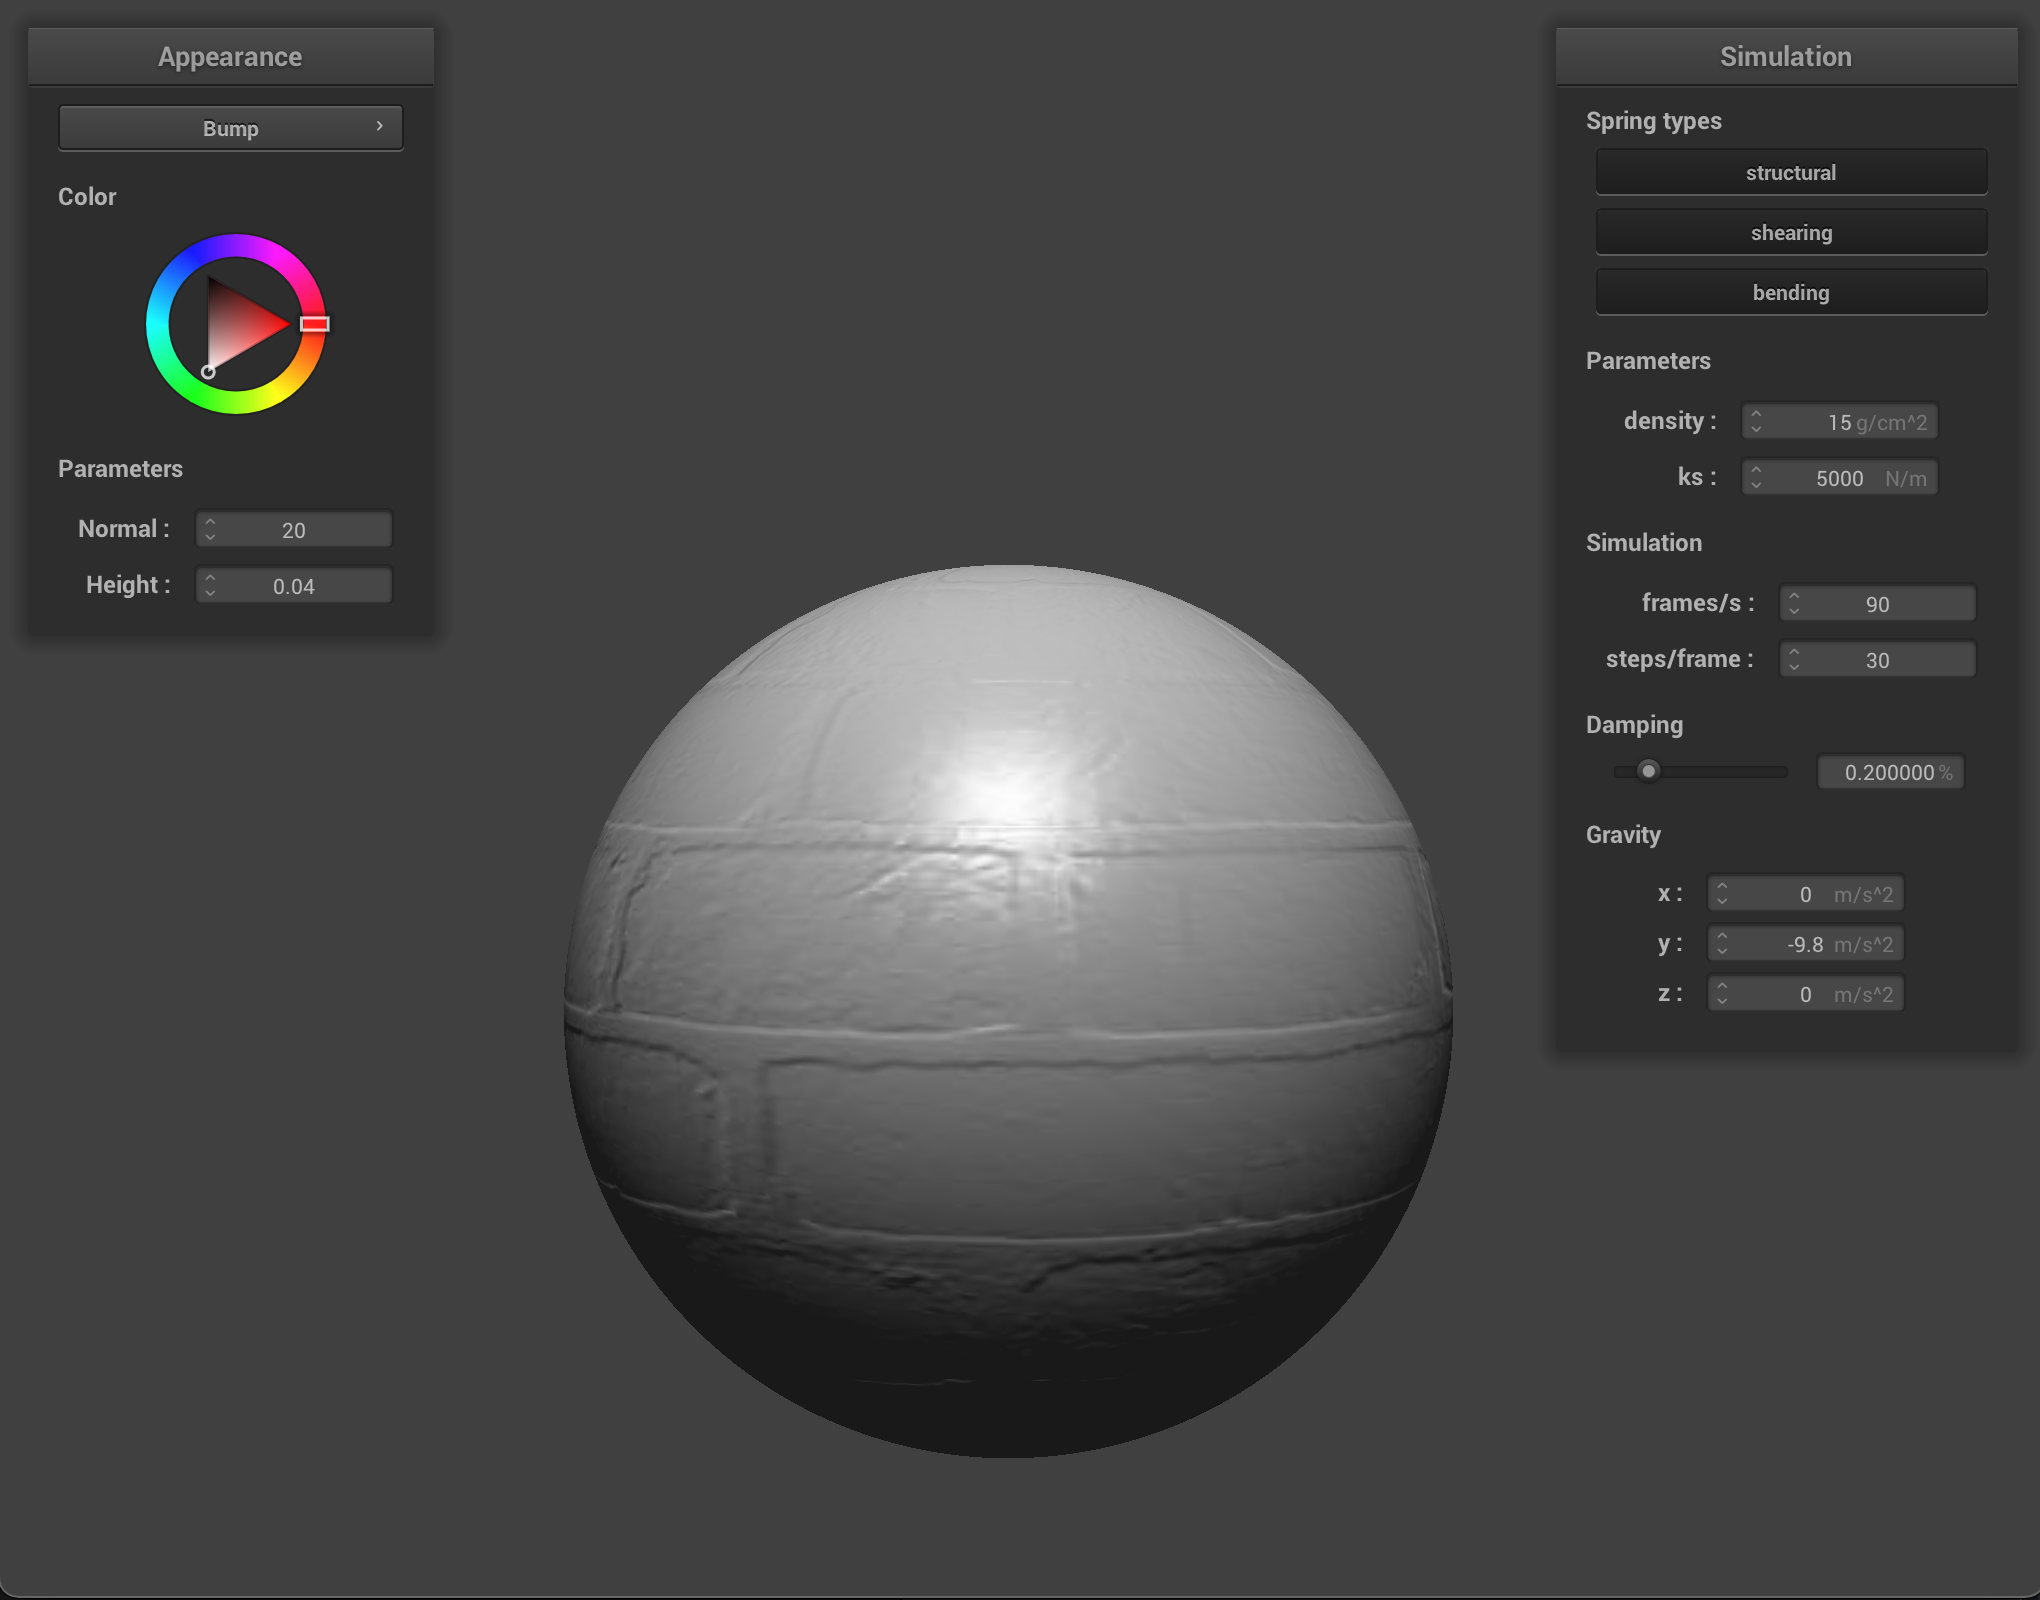 Appearance
Bump
Color
Parameters
Normal : 20
Height : 0.04
Simulation
Spring types
structural
shearing
bending
Parameters
density : 15 g/cm^2
ks : 5000 N/m
Simulation
frames/s : 90
steps/frame : 30
Damping
0.200000 %
Gravity
x : 0 m/s^2
y : -9.8 m/s^2
z : 0 m/s^2